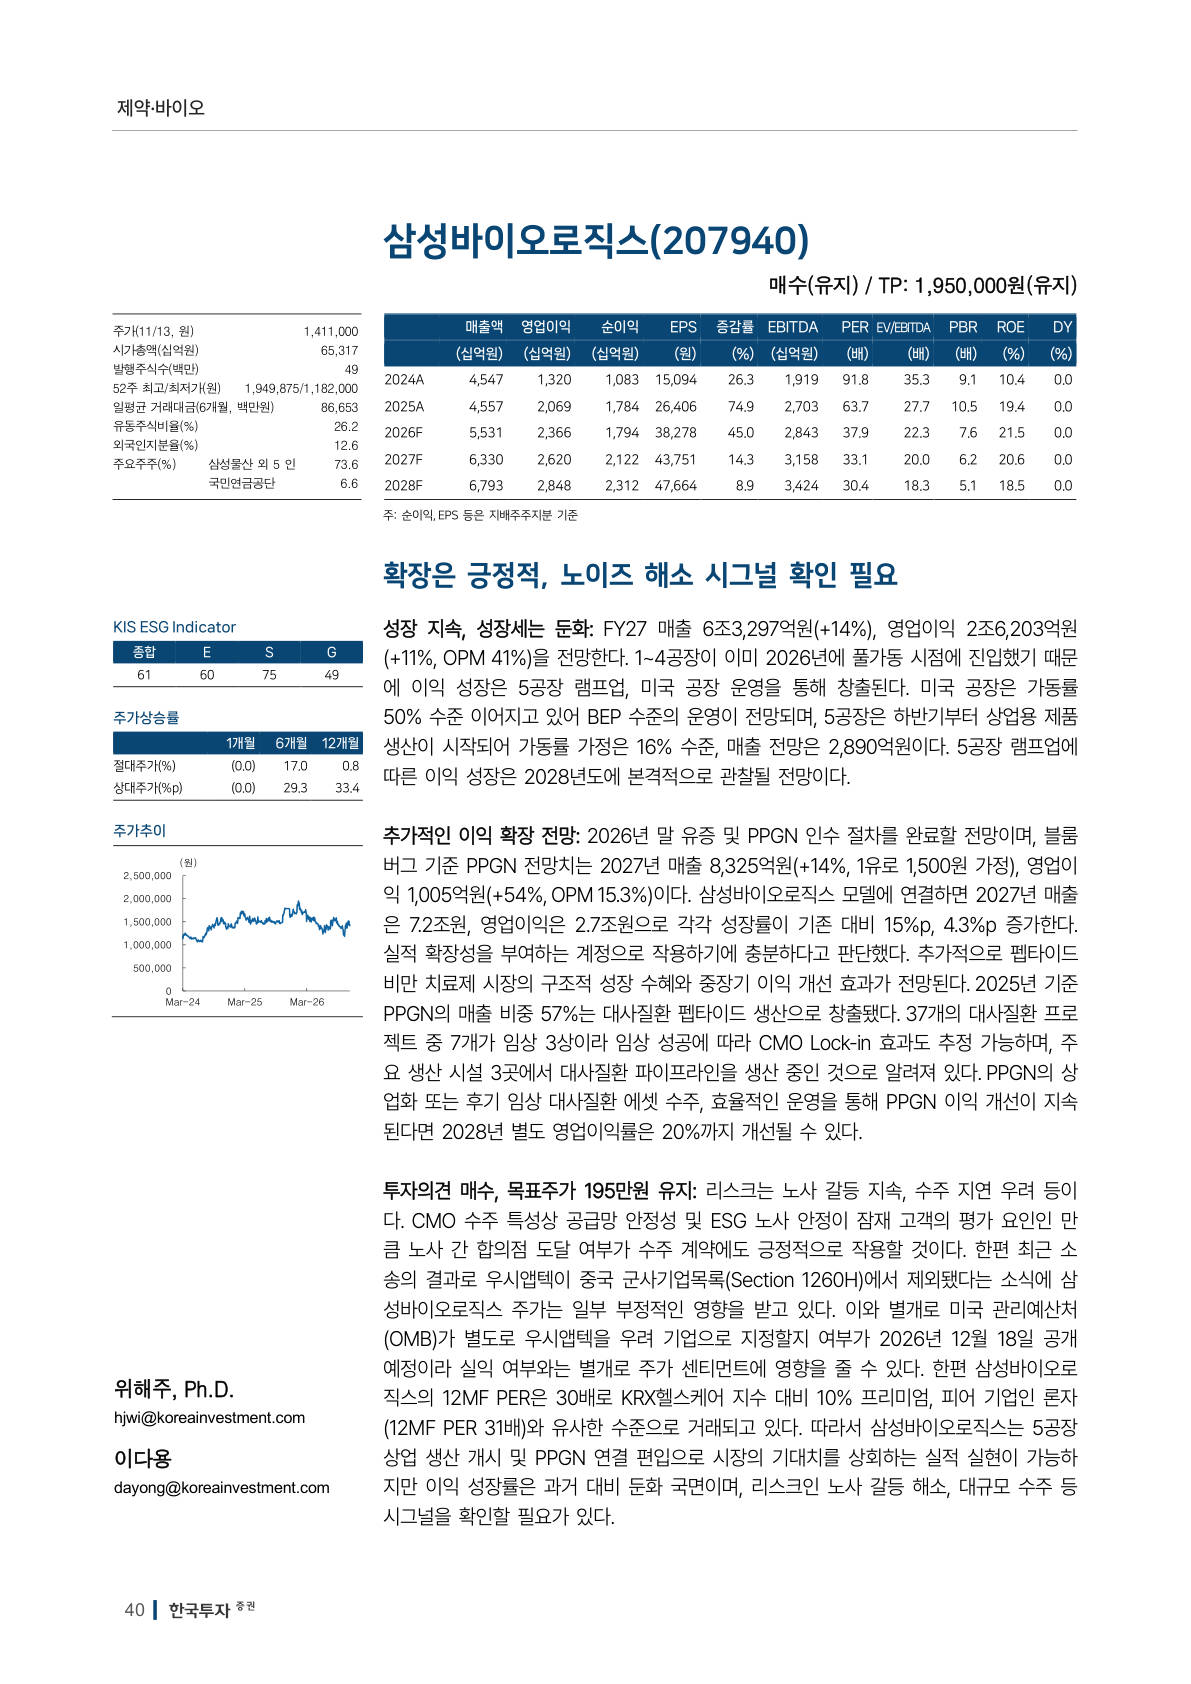 제약·바이오
삼성바이오로직스(207940)
매수(유지) / TP: 1,950,000원(유지)
주가(11/13, 원) 1,411,000
시가총액(십억원) 65,317
발행주식수(백만) 49
52주 최고/최저가(원) 1,949,875/1,182,000
일평균 거래대금(6개월, 백만원) 86,653
유동주식비율(%) 26.2
외국인지분율(%) 12.6
주요주주(%) 삼성물산 외 5 인 73.6
국민연금공단 6.6
매출액 영업이익 순이익 EPS 증감률 EBITDA PER EV/EBITDA PBR ROE DY
(십억원) (십억원) (십억원) (원) (%) (십억원) (배) (배) (배) (%) (%)
2024A 4,547 1,320 1,083 15,094 26.3 1,919 91.8 35.3 9.1 10.4 0.0
2025A 4,557 2,069 1,784 26,406 74.9 2,703 63.7 27.7 10.5 19.4 0.0
2026F 5,531 2,366 1,794 38,278 45.0 2,843 37.9 22.3 7.6 21.5 0.0
2027F 6,330 2,620 2,122 43,751 14.3 3,158 33.1 20.0 6.2 20.6 0.0
2028F 6,793 2,848 2,312 47,664 8.9 3,424 30.4 18.3 5.1 18.5 0.0
주: 순이익, EPS 등은 지배주주지분 기준
확장은 긍정적, 노이즈 해소 시그널 확인 필요
KIS ESG Indicator
종합 E S G
61 60 75 49
주가상승률
1개월 6개월 12개월
절대주가(%) (0.0) 17.0 0.8
상대주가(%p) (0.0) 29.3 33.4
주가추이
(원)
2,500,000
2,000,000
1,500,000
1,000,000
500,000
0
Mar-24 Mar-25 Mar-26
성장 지속, 성장세는 둔화: FY27 매출 6조3,297억원(+14%), 영업이익 2조6,203억원
(+11%, OPM 41%)을 전망한다. 1~4공장이 이미 2026년에 풀가동 시점에 진입했기 때문
에 이익 성장은 5공장 램프업, 미국 공장 운영을 통해 창출된다. 미국 공장은 가동률
50% 수준 이어지고 있어 BEP 수준의 운영이 전망되며, 5공장은 하반기부터 상업용 제품
생산이 시작되어 가동률 가정은 16% 수준, 매출 전망은 2,890억원이다. 5공장 램프업에
따른 이익 성장은 2028년도에 본격적으로 관찰될 전망이다.
추가적인 이익 확장 전망: 2026년 말 유증 및 PPGN 인수 절차를 완료할 전망이며, 블룸
버그 기준 PPGN 전망치는 2027년 매출 8,325억원(+14%, 1유로 1,500원 가정), 영업이
익 1,005억원(+54%, OPM 15.3%)이다. 삼성바이오로직스 모델에 연결하면 2027년 매출
은 7.2조원, 영업이익은 2.7조원으로 각각 성장률이 기존 대비 15%p, 4.3%p 증가한다.
실적 확장성을 부여하는 계정으로 작용하기에 충분하다고 판단했다. 추가적으로 펩타이드
비만 치료제 시장의 구조적 성장 수혜와 중장기 이익 개선 효과가 전망된다. 2025년 기준
PPGN의 매출 비중 57%는 대사질환 펩타이드 생산으로 창출됐다. 37개의 대사질환 프로
젝트 중 7개가 임상 3상이라 임상 성공에 따라 CMO Lock-in 효과도 추정 가능하며, 주
요 생산 시설 3곳에서 대사질환 파이프라인을 생산 중인 것으로 알려져 있다. PPGN의 상
업화 또는 후기 임상 대사질환 에셋 수주, 효율적인 운영을 통해 PPGN 이익 개선이 지속
된다면 2028년 별도 영업이익률은 20%까지 개선될 수 있다.
투자의견 매수, 목표주가 195만원 유지: 리스크는 노사 갈등 지속, 수주 지연 우려 등이
다. CMO 수주 특성상 공급망 안정성 및 ESG 노사 안정이 잠재 고객의 평가 요인인 만
큼 노사 간 합의점 도달 여부가 수주 계약에도 긍정적으로 작용할 것이다. 한편 최근 소
송의 결과로 우시앱텍이 중국 군사기업목록(Section 1260H)에서 제외됐다는 소식에 삼
성바이오로직스 주가는 일부 부정적인 영향을 받고 있다. 이와 별개로 미국 관리예산처
(OMB)가 별도로 우시앱텍을 우려 기업으로 지정할지 여부가 2026년 12월 18일 공개
예정이라 실익 여부와는 별개로 주가 센티먼트에 영향을 줄 수 있다. 한편 삼성바이오로
직스의 12MF PER은 30배로 KRX헬스케어 지수 대비 10% 프리미엄, 피어 기업인 론자
(12MF PER 31배)와 유사한 수준으로 거래되고 있다. 따라서 삼성바이오로직스는 5공장
상업 생산 개시 및 PPGN 연결 편입으로 시장의 기대치를 상회하는 실적 실현이 가능하
지만 이익 성장률은 과거 대비 둔화 국면이며, 리스크인 노사 갈등 해소, 대규모 수주 등
시그널을 확인할 필요가 있다.
위해주, Ph.D.
hjwi@koreainvestment.com
이다용
dayong@koreainvestment.com
40 한국투자 증권